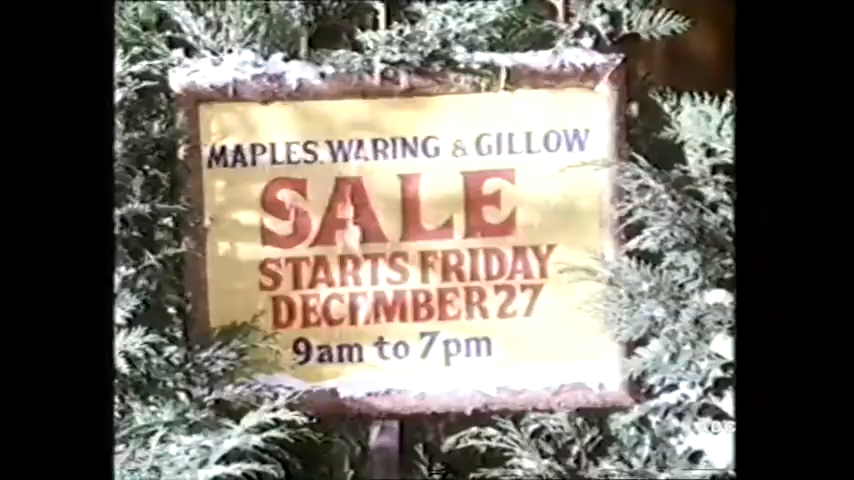 MAPLES, WARING & GILLOW
SALE
STARTS FRIDAY
DECEMBER 27
9am to 7pm